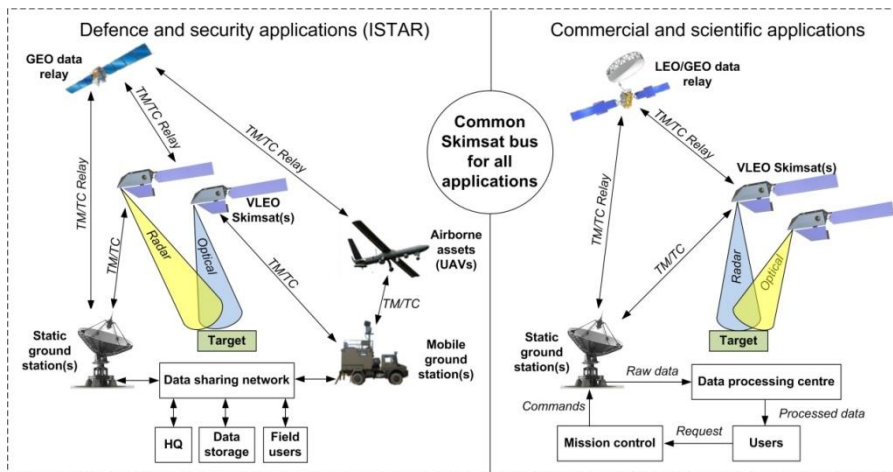 Defence and security applications (ISTAR)
GEO data
relay
TM/TC Relay
TM/TC Relay
TM/TC Relay
VLEO
Skimsat(s)
Radar
Optical
TM/TC
TM/TC
Airborne
assets
(UAVs)
TM/TC
Static
ground
station(s)
Target
Mobile
ground
station(s)
Data sharing network
HQ
Data
storage
Field
users
Common
Skimsat bus
for all
applications
Commercial and scientific applications
LEO/GEO data
relay
TM/TC Relay
TM/TC Relay
VLEO Skimsat(s)
TM/TC
Radar
Optical
Target
Static
ground
station(s)
Raw data
Data processing centre
Commands
Processed data
Mission control
Request
Users